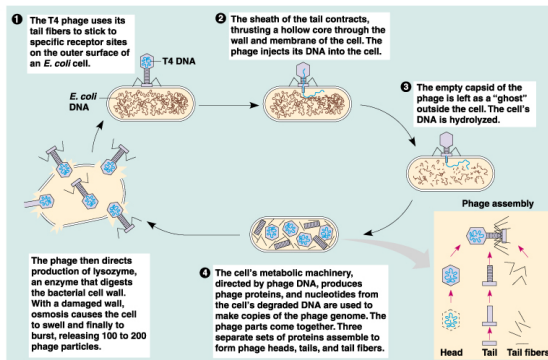 1 The T4 phage uses its
tail fibers to stick to
specific receptor sites
on the outer surface of
an E. coli cell.
T4 DNA
E. coli
DNA
2 The sheath of the tail contracts,
thrusting a hollow core through the
wall and membrane of the cell. The
phage injects its DNA into the cell.
3 The empty capsid of the
phage is left as a “ghost”
outside the cell. The cell’s
DNA is hydrolyzed.
4 The cell’s metabolic machinery,
directed by phage DNA, produces
phage proteins, and nucleotides from
the cell’s degraded DNA are used to
make copies of the phage genome. The
phage parts come together. Three
separate sets of proteins assemble to
form phage heads, tails, and tail fibers.
Phage assembly
Head Tail Tail fibers
The phage then directs
production of lysozyme,
an enzyme that digests
the bacterial cell wall.
With a damaged wall,
osmosis causes the cell
to swell and finally to
burst, releasing 100 to 200
phage particles.